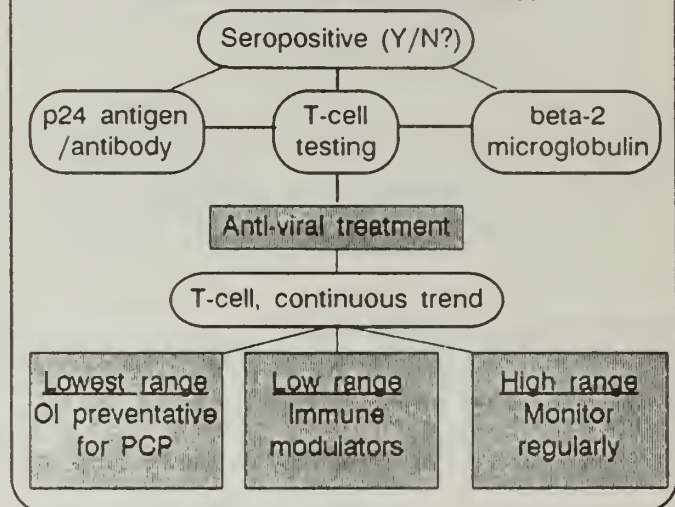 Seropositive (Y/N?)
p24 antigen
/antibody
T-cell
testing
beta-2
microglobulin
Anti-viral treatment
T-cell, continuous trend
Lowest range
OI preventative
for PCP
Low range
Immune
modulators
High range
Monitor
regularly